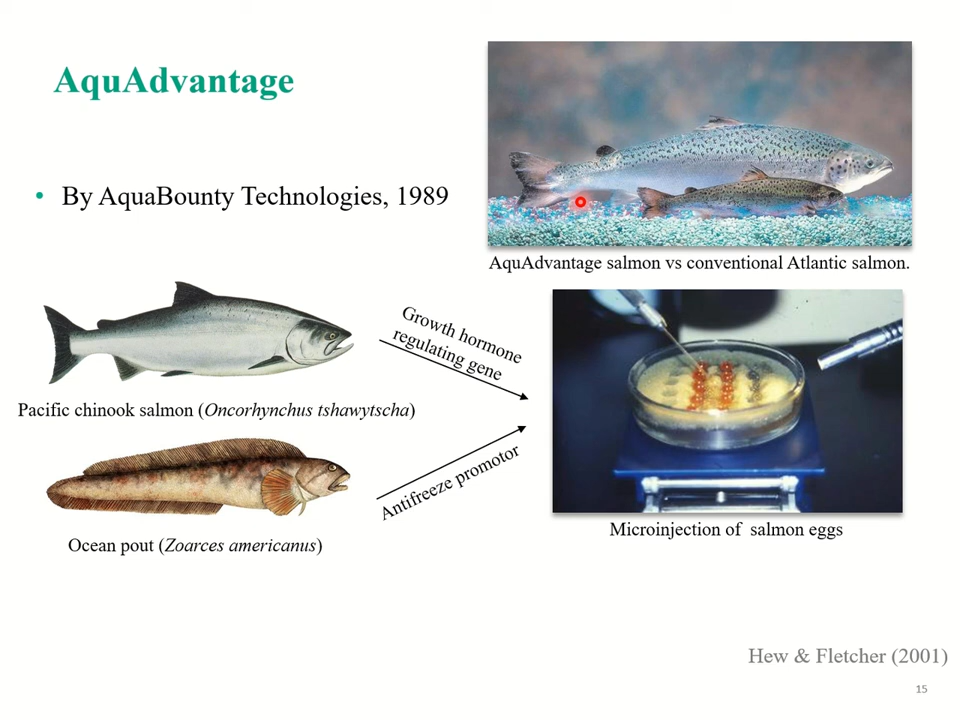 AquAdvantage
• By AquaBounty Technologies, 1989
AquAdvantage salmon vs conventional Atlantic salmon.
Growth hormone
regulating gene
Pacific chinook salmon (Oncorhynchus tshawytscha)
Antifreeze promotor
Microinjection of salmon eggs
Ocean pout (Zoarces americanus)
Hew & Fletcher (2001)
15